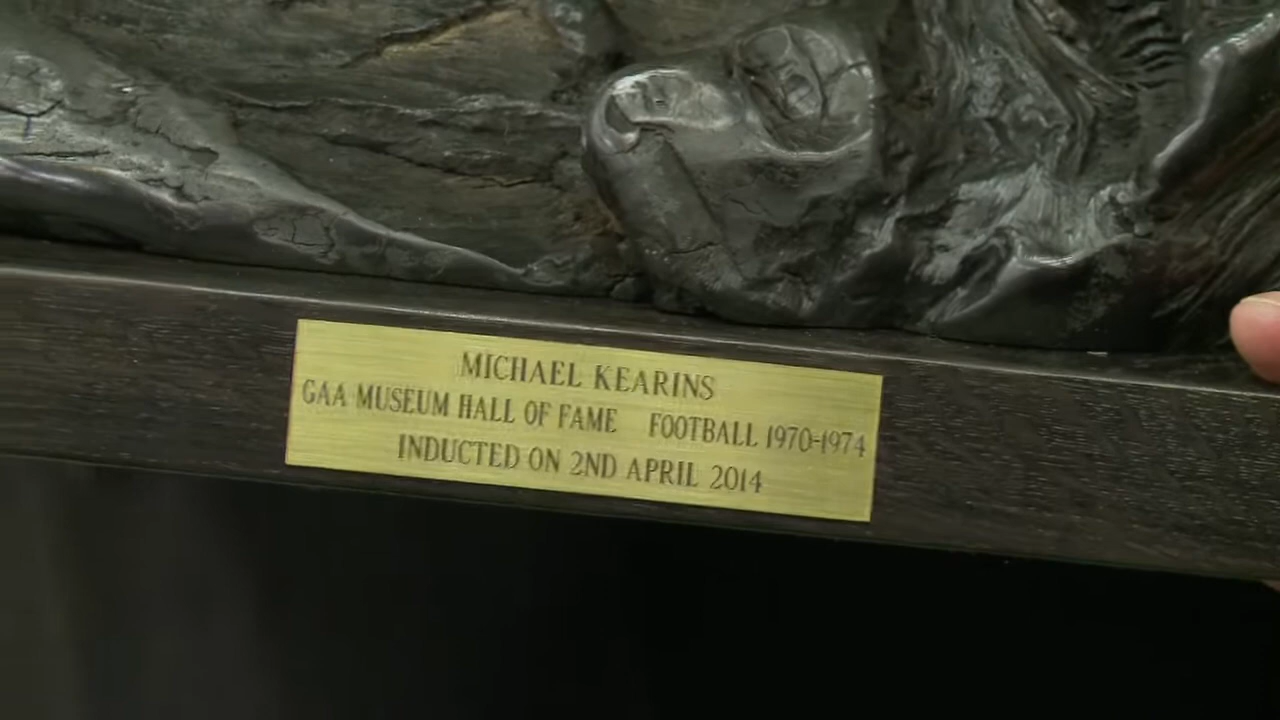 MICHAEL KEARINS
GAA MUSEUM HALL OF FAME FOOTBALL 1970-1974
INDUCTED ON 2ND APRIL 2014